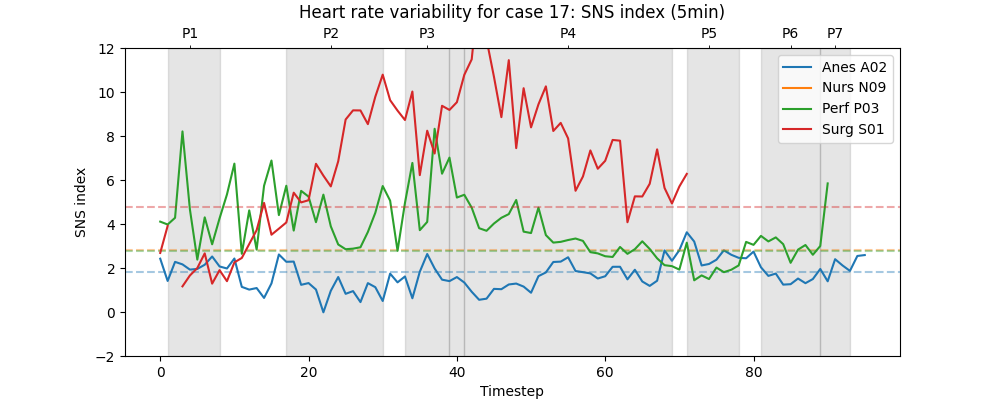 Heart rate variability for case 17: SNS index (5min)
P1 P2 P3 P4 P5 P6 P7
12
10
8
6
4
2
0
−2
SNS index
Anes A02
Nurs N09
Perf P03
Surg S01
0 20 40 60 80
Timestep